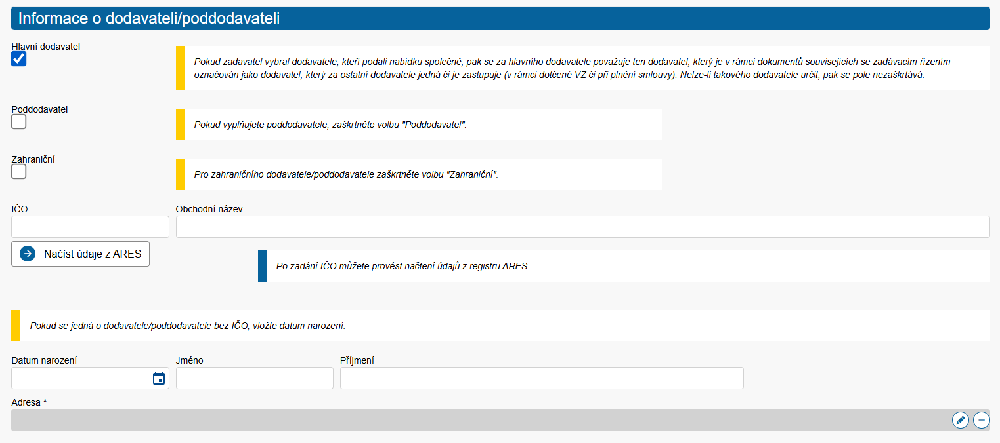 Informace o dodavateli/poddodavateli
Hlavní dodavatel
Pokud zadavatel vybral dodavatele, kteří podali nabídku společně, pak se za hlavního dodavatele považuje ten dodavatel, který je v rámci dokumentů souvisejících se zadávacím řízením
označován jako dodavatel, který za ostatní dodavatele jedná či je zastupuje (v rámci dotčené VZ či při plnění smlouvy). Nelze-li takového dodavatele určit, pak se pole nezaškrtává.
Poddodavatel
Pokud vyplňujete poddodavatele, zaškrtněte volbu "Poddodavatel".
Zahraniční
Pro zahraničního dodavatele/poddodavatele zaškrtněte volbu "Zahraniční".
IČO
Obchodní název
Načíst údaje z ARES
Po zadání IČO můžete provést načtení údajů z registru ARES.
Pokud se jedná o dodavatele/poddodavatele bez IČO, vložte datum narození.
Datum narození
Jméno
Příjmení
Adresa *